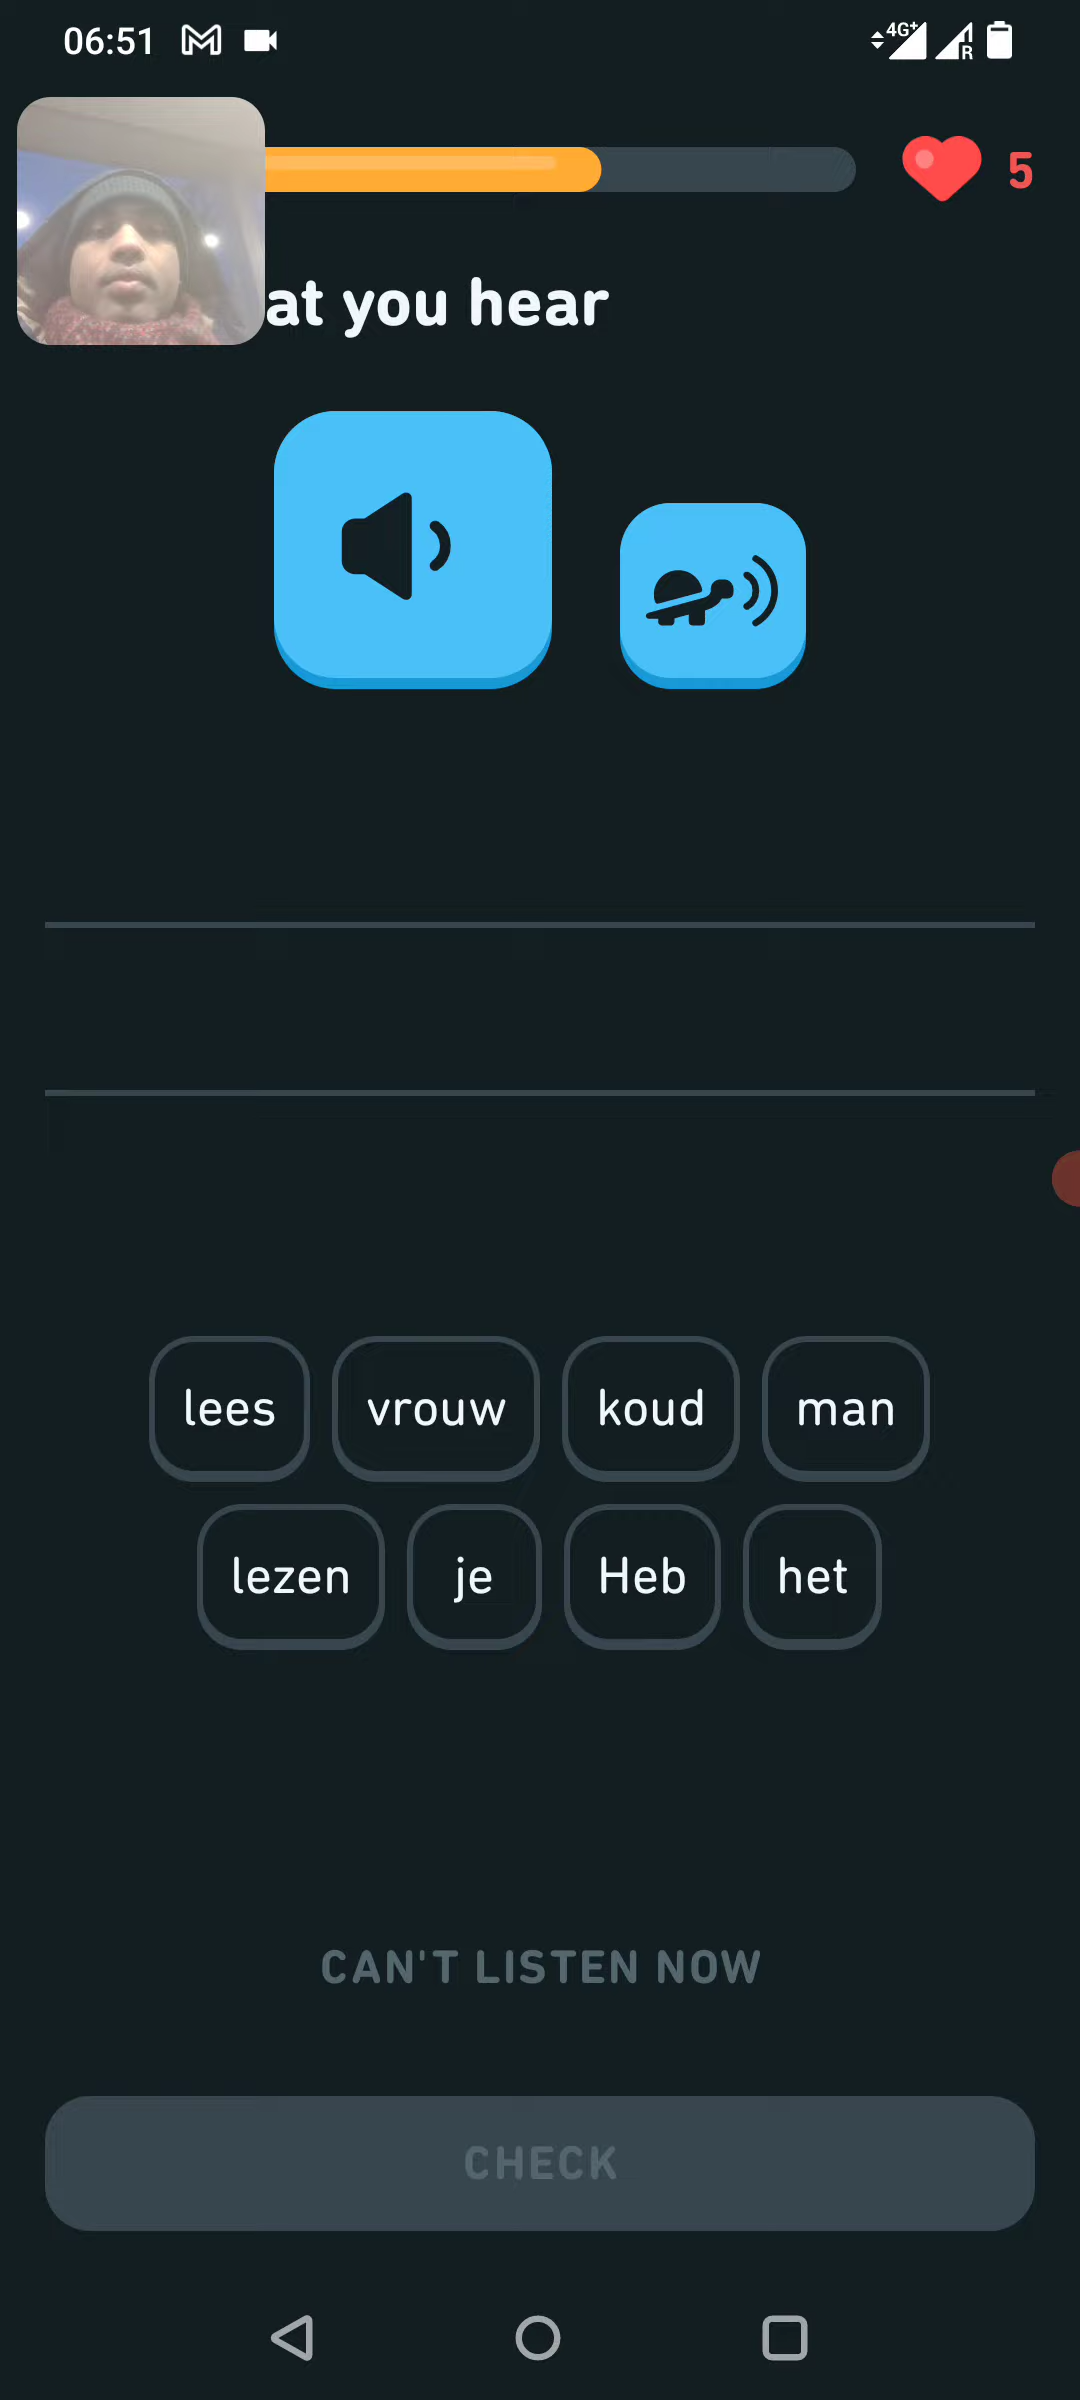 06:51 4G+ R
5
at you hear
lees vrouw koud man
lezen je Heb het
CAN'T LISTEN NOW
CHECK